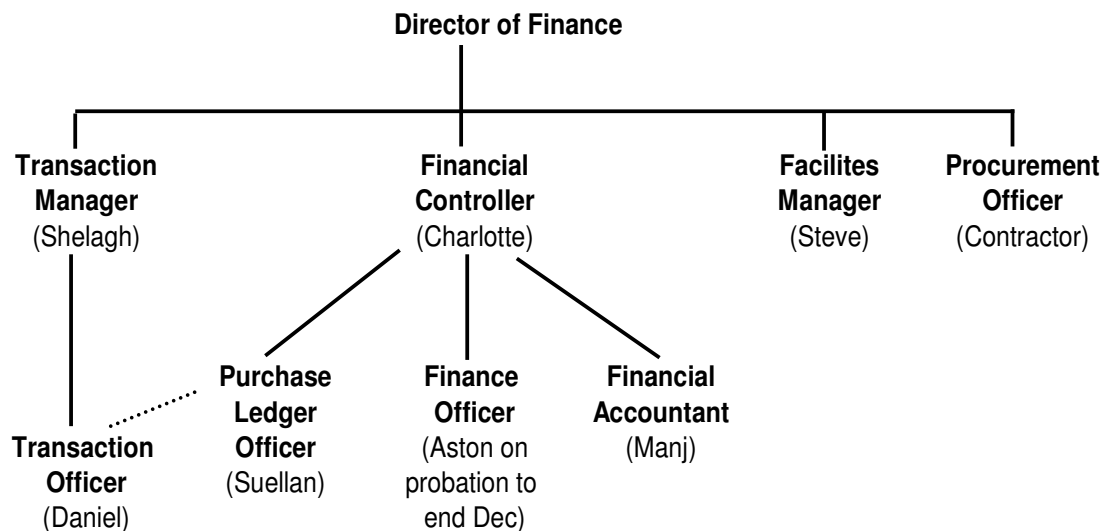 Director of Finance
Transaction
Manager
(Shelagh)
Financial
Controller
(Charlotte)
Facilites
Manager
(Steve)
Procurement
Officer
(Contractor)
Purchase
Ledger
Officer
(Suellan)
Finance
Officer
(Aston on
probation to
end Dec)
Financial
Accountant
(Manj)
Transaction
Officer
(Daniel)